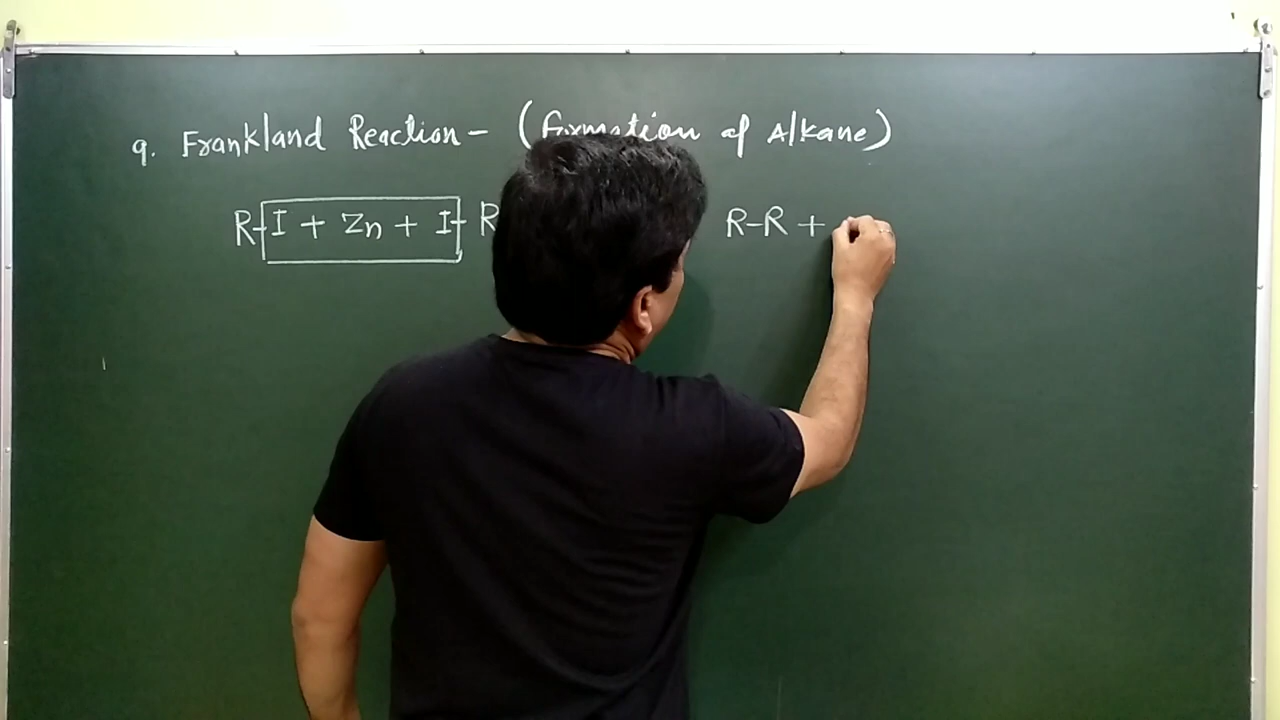 9. Frankland Reaction - (Formation of Alkane)
R-I + Zn + I-R R-R +